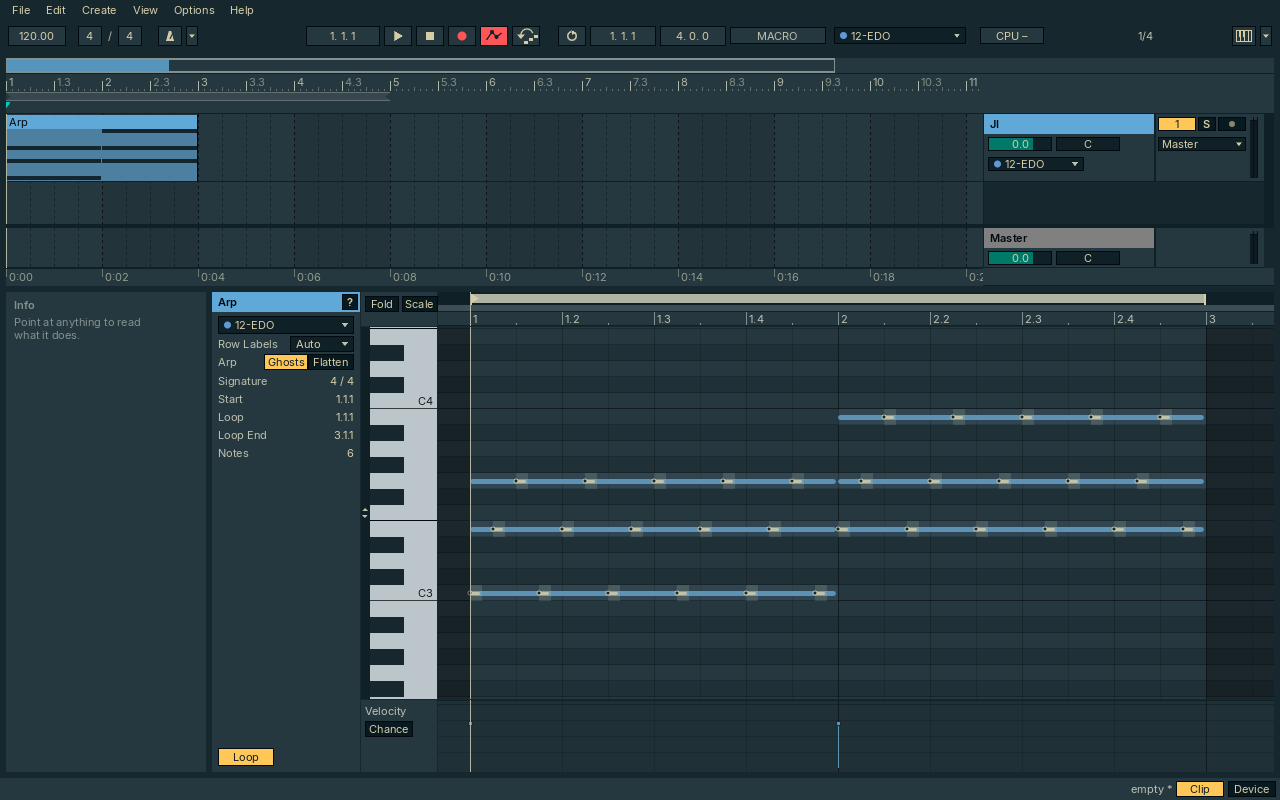 File Edit Create View Options Help
120.00 4 / 4 1. 1. 1 1. 1. 1 4. 0. 0 MACRO 12-EDO CPU – 1/4
1 1.3 2 2.3 3 3.3 4 4.3 5 5.3 6 6.3 7 7.3 8 8.3 9 9.3 10 10.3 11
Arp JI 1 S
0.0 C Master
12-EDO
Master
0.0 C
0:00 0:02 0:04 0:06 0:08 0:10 0:12 0:14 0:16 0:18 0:2
Info
Point at anything to read
what it does.
Arp ?
12-EDO
Row Labels Auto
Arp Ghosts Flatten
Signature 4 / 4
Start 1.1.1
Loop 1.1.1
Loop End 3.1.1
Notes 6
Loop
Fold Scale
1 1.2 1.3 1.4 2 2.2 2.3 2.4 3
C4
C3
Velocity
Chance
empty * Clip Device